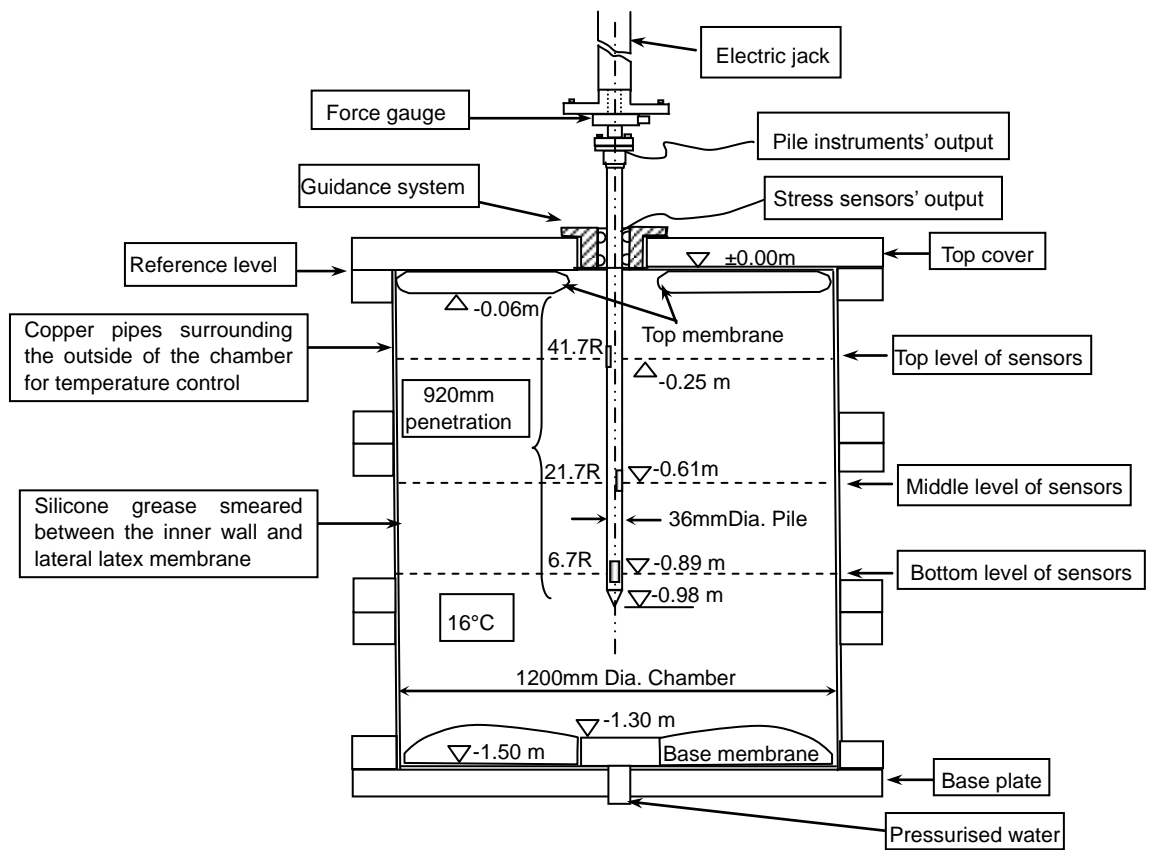 Electric jack
Force gauge
Pile instruments’ output
Guidance system
Stress sensors’ output
Reference level
±0.00m
Top cover
-0.06m
Copper pipes surrounding
the outside of the chamber
for temperature control
Top membrane
41.7R
Top level of sensors
-0.25 m
920mm
penetration
21.7R
-0.61m
Middle level of sensors
Silicone grease smeared
between the inner wall and
lateral latex membrane
36mmDia. Pile
6.7R
-0.89 m
Bottom level of sensors
-0.98 m
16°C
1200mm Dia. Chamber
-1.30 m
-1.50 m
Base membrane
Base plate
Pressurised water